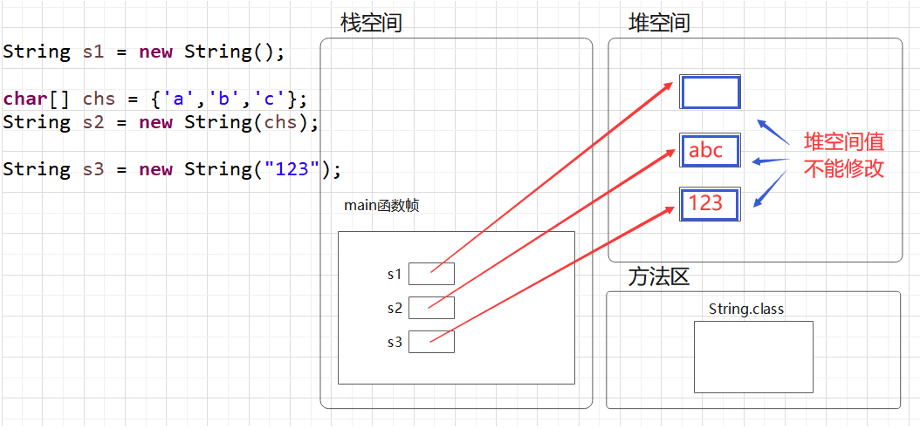 String s1 = new String();
char[] chs = {'a','b','c'};
String s2 = new String(chs);
String s3 = new String("123");
栈空间
main函数帧
s1
s2
s3
堆空间
abc
123
堆空间值
不能修改
方法区
String.class